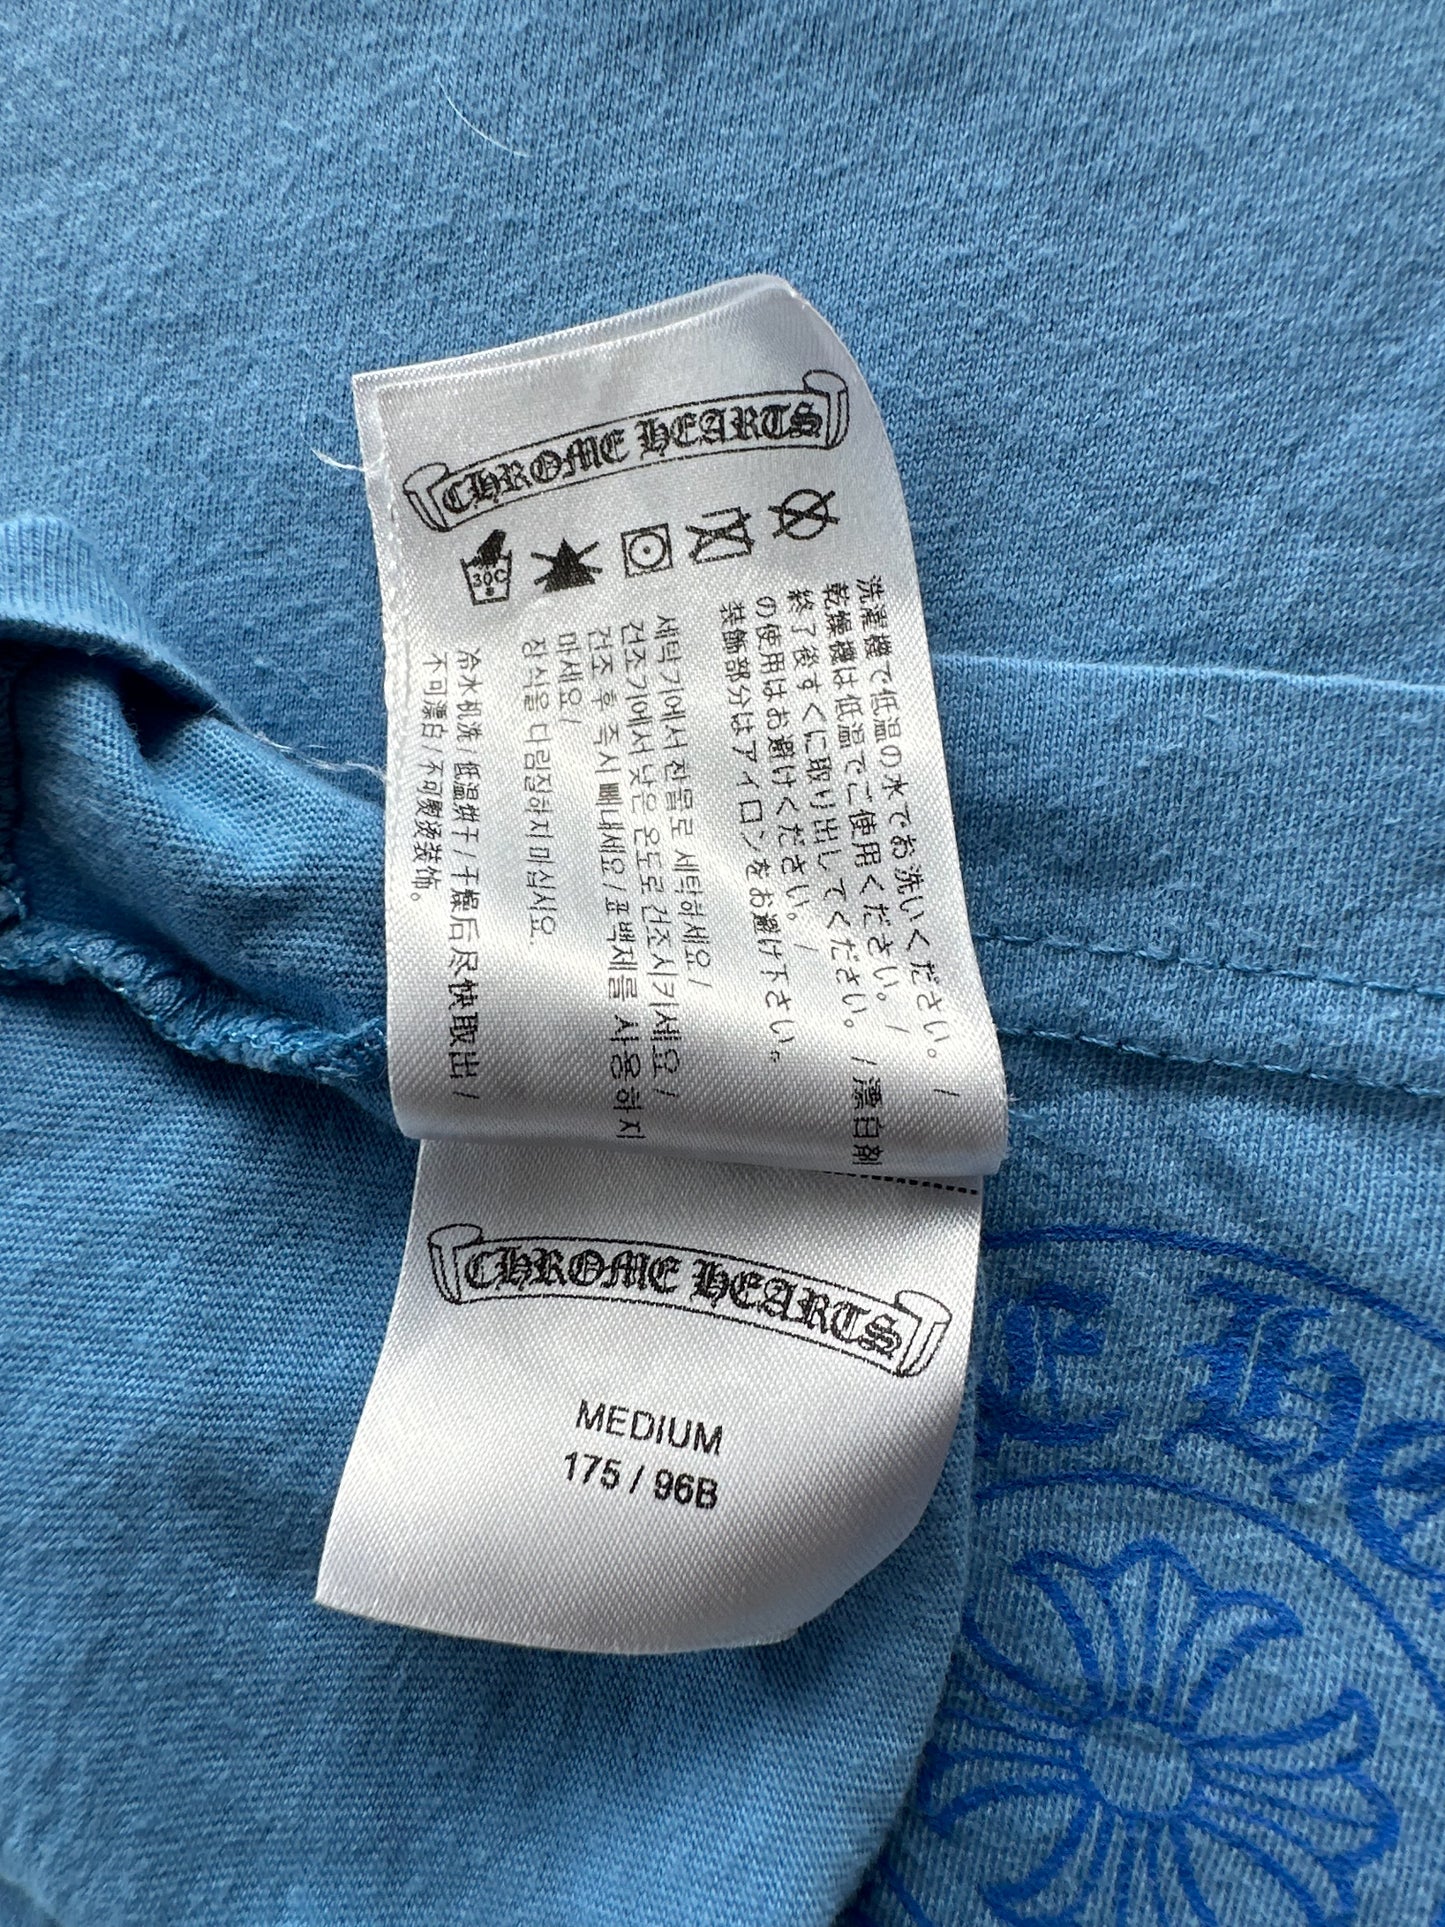 CHROME HEARTS
30C
洗濯機で低温の水でお洗いください。/
乾燥機は低温でご使用ください。/
終了後すぐに取り出してください。/漂白剤
の使用はお避けください。/
装飾部分はアイロンをお避け下さい。
세탁기에서 찬물로 세탁하세요/
건조기에서 낮은 온도로 건조시키세요/
건조 후 즉시 빼내세요/표백제를 사용하지
마세요/
장식을 다림질하지 마십시요.
冷水机洗/低温烘干/干燥后尽快取出/
不可漂白/不可熨烫装饰。
CHROME HEARTS
MEDIUM
175 / 96B
E HE